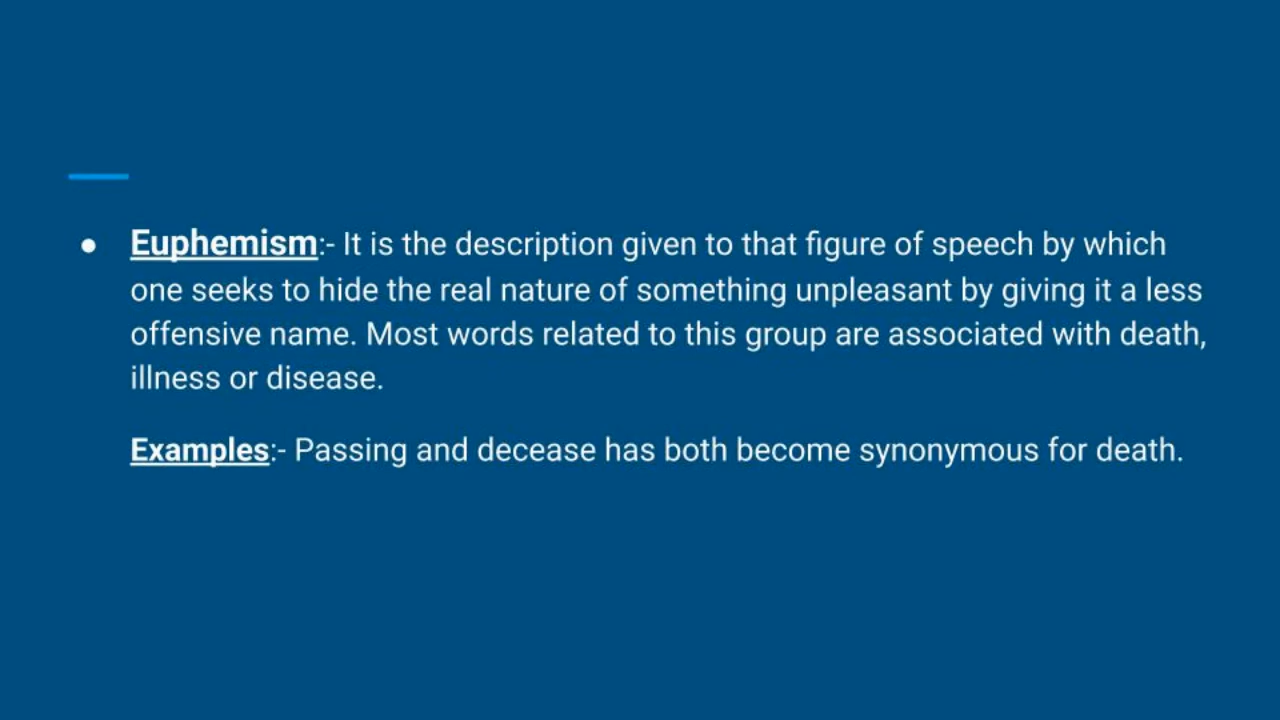 ● Euphemism:- It is the description given to that figure of speech by which
one seeks to hide the real nature of something unpleasant by giving it a less
offensive name. Most words related to this group are associated with death,
illness or disease.
Examples:- Passing and decease has both become synonymous for death.